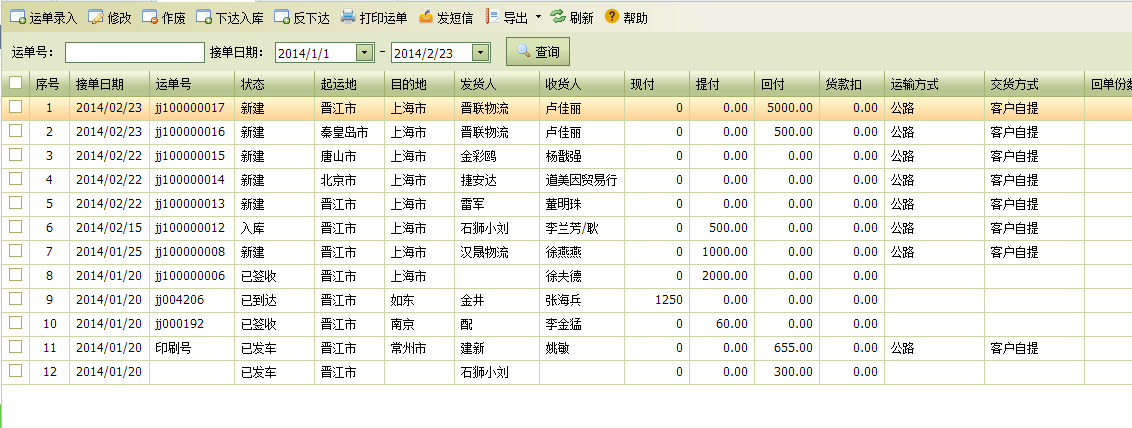 运单录入 修改 作废 下达入库 反下达 打印运单 发短信 导出 刷新 帮助
运单号： 接单日期： 2014/1/1 - 2014/2/23 查询
序号 接单日期 运单号 状态 起运地 目的地 发货人 收货人 现付 提付 回付 货款扣 运输方式 交货方式 回单份数
1 2014/02/23 jj100000017 新建 晋江市 上海市 晋联物流 卢佳丽 0 0.00 5000.00 0.00 公路 客户自提
2 2014/02/23 jj100000016 新建 秦皇岛市 上海市 晋联物流 卢佳丽 0 0.00 500.00 0.00 公路 客户自提
3 2014/02/22 jj100000015 新建 唐山市 上海市 金彩鸥 杨翻强 0 0.00 0.00 0.00 公路 客户自提
4 2014/02/22 jj100000014 新建 北京市 上海市 捷安达 道美因贸易行 0 0.00 0.00 0.00 公路 客户自提
5 2014/02/22 jj100000013 新建 晋江市 上海市 雷军 董明珠 0 0.00 0.00 0.00 公路 客户自提
6 2014/02/15 jj100000012 入库 晋江市 上海市 石狮小刘 李兰芳/耿 0 500.00 0.00 0.00 公路 客户自提
7 2014/01/25 jj100000008 新建 晋江市 上海市 汉晟物流 徐燕燕 0 1000.00 0.00 0.00 公路 客户自提
8 2014/01/20 jj100000006 已签收 晋江市 上海市 徐夫德 0 2000.00 0.00 0.00
9 2014/01/20 jj004206 已到达 晋江市 如东 金井 张海兵 1250 0.00 0.00 0.00
10 2014/01/20 jj000192 已签收 晋江市 南京 配 李金猛 0 60.00 0.00 0.00
11 2014/01/20 印刷号 已发车 晋江市 常州市 建新 姚敏 0 0.00 655.00 0.00 公路 客户自提
12 2014/01/20 已发车 晋江市 石狮小刘 0 0.00 300.00 0.00